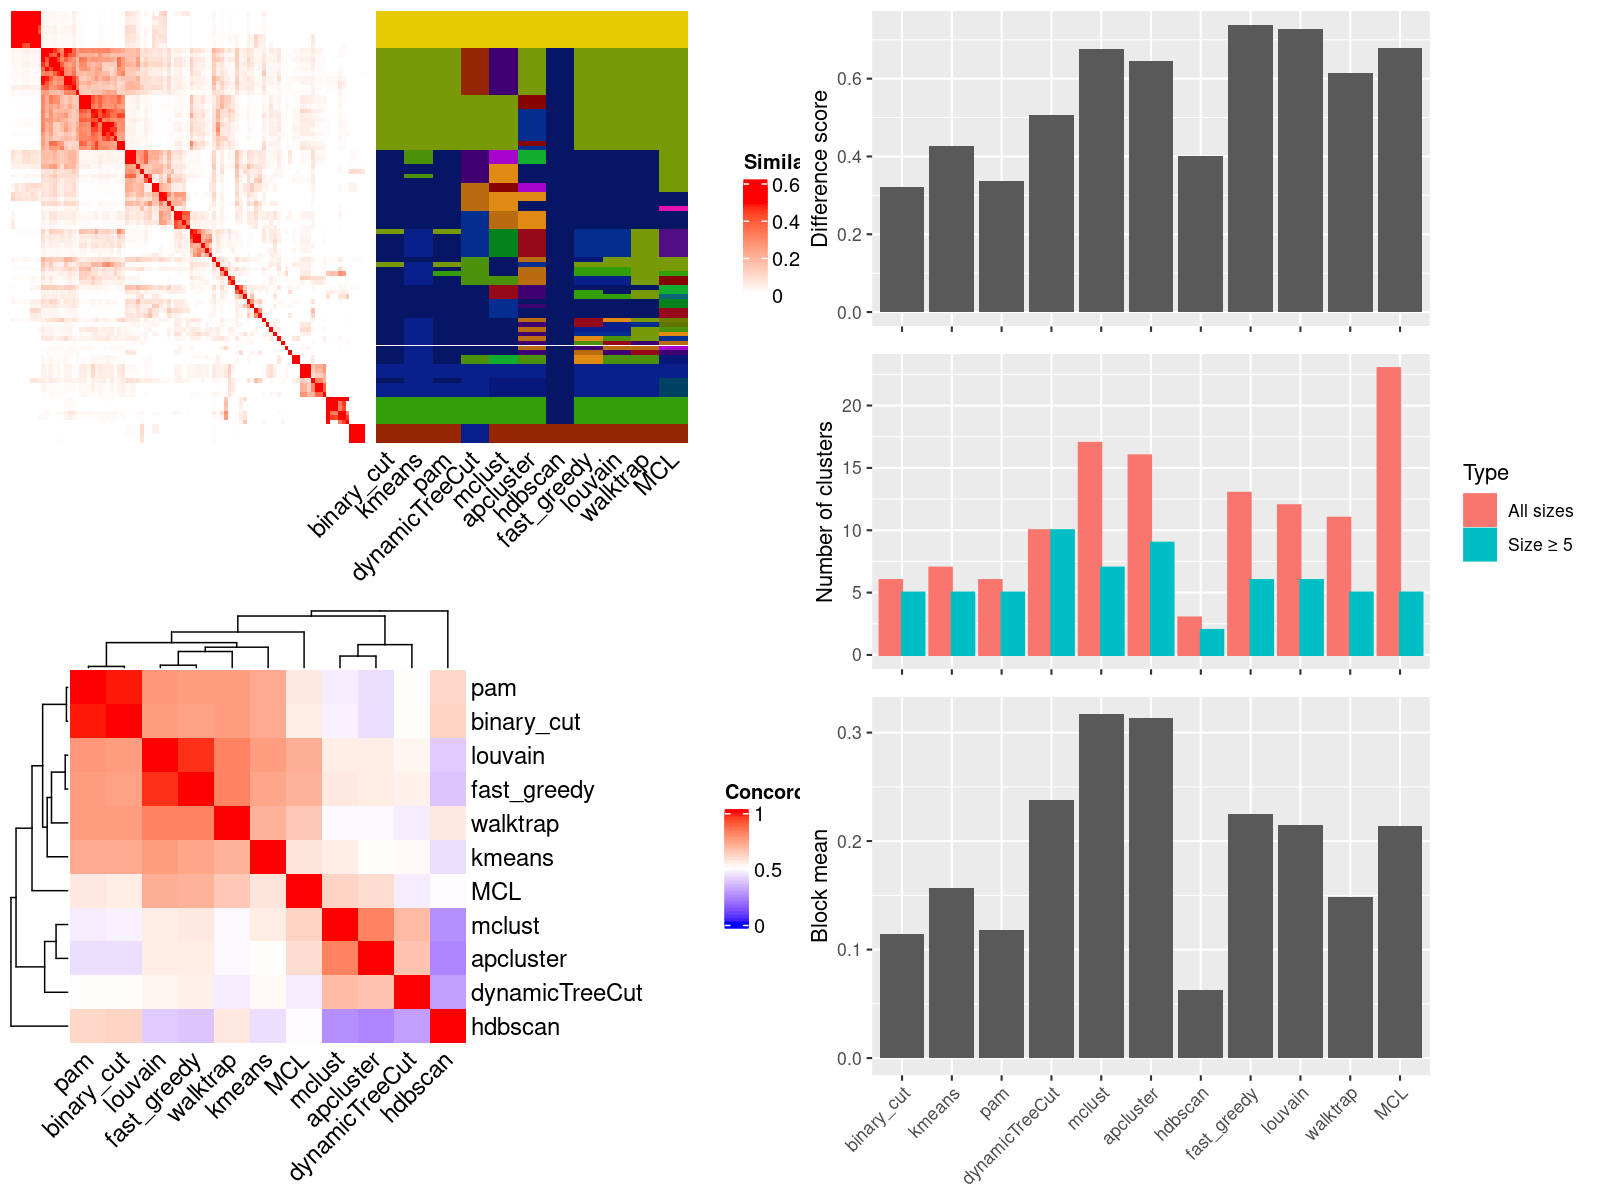 Simila
0.6
0.4
0.2
0
binary_cut
kmeans
pam
dynamicTreeCut
mclust
apcluster
hdbscan
fast_greedy
louvain
walktrap
MCL
Difference score
0.6
0.4
0.2
0.0
Number of clusters
20
15
10
5
0
Type
All sizes
Size ≥ 5
pam
binary_cut
louvain
fast_greedy
walktrap
kmeans
MCL
mclust
apcluster
dynamicTreeCut
hdbscan
pam
binary_cut
louvain
fast_greedy
walktrap
kmeans
MCL
mclust
apcluster
dynamicTreeCut
hdbscan
Concord
1
0.5
0
Block mean
0.3
0.2
0.1
0.0
binary_cut
kmeans
pam
dynamicTreeCut
mclust
apcluster
hdbscan
fast_greedy
louvain
walktrap
MCL